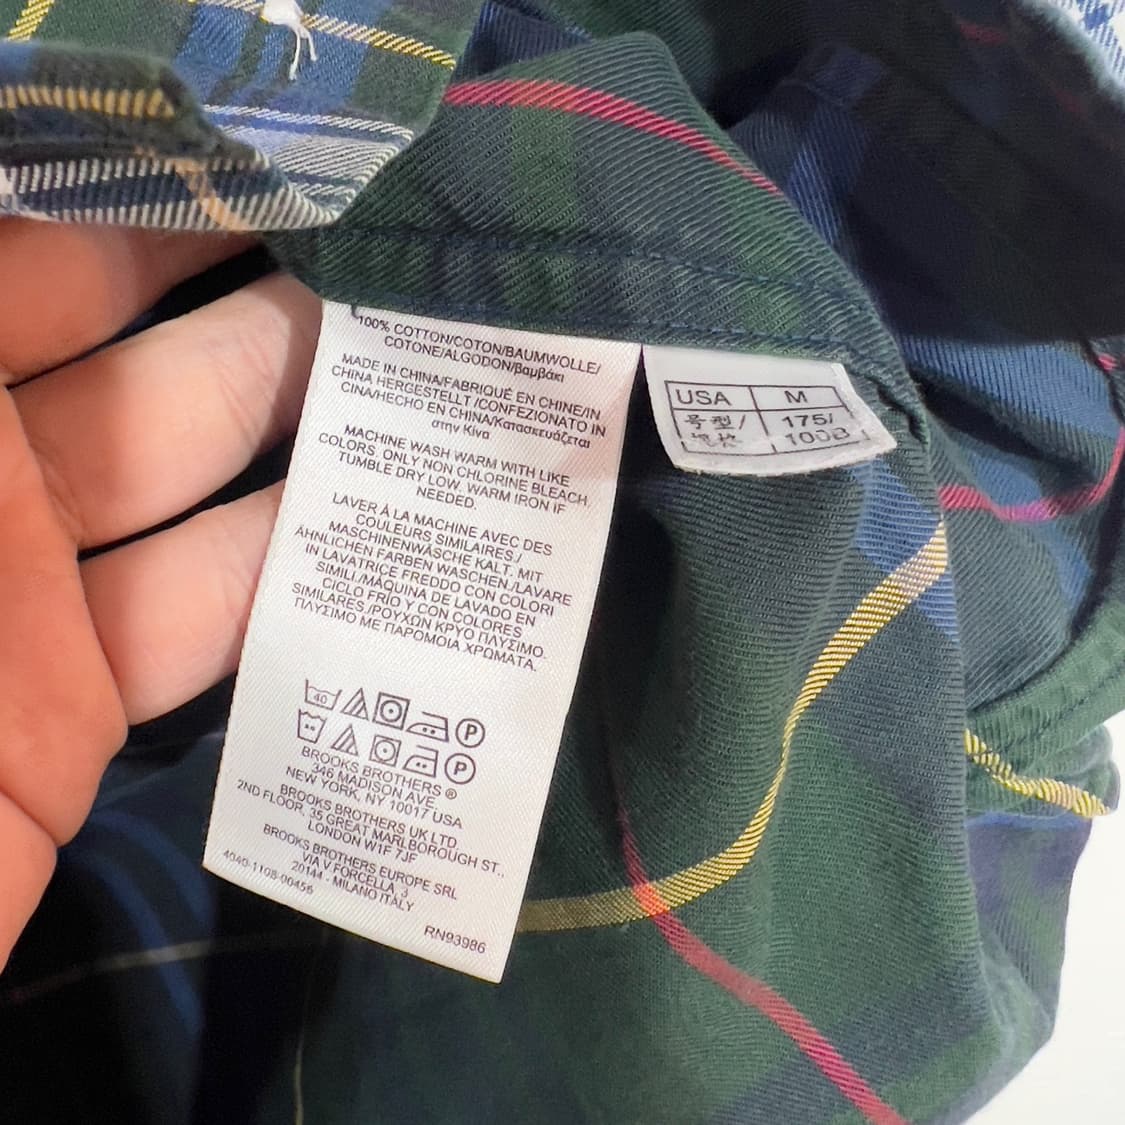 100% COTTON/COTON/BAUMWOLLE/
COTONE/ALGODON/Βαμβάκι
MADE IN CHINA/FABRIQUÉ EN CHINE/IN
CHINA HERGESTELLT /CONFEZIONATO IN
CINA/HECHO EN CHINA/Κατασκευάζεται
στην Κίνα
MACHINE WASH WARM WITH LIKE
COLORS. ONLY NON CHLORINE BLEACH.
TUMBLE DRY LOW. WARM IRON IF
NEEDED.
LAVER À LA MACHINE AVEC DES
COULEURS SIMILAIRES./
MASCHINENWÄSCHE KALT. MIT
ÄHNLICHEN FARBEN WASCHEN./LAVARE
IN LAVATRICE FREDDO CON COLORI
SIMILI./MÁQUINA DE LAVADO EN
CICLO FRÍO Y CON COLORES
SIMILARES./ΡΟΥΧΩΝ ΚΡΥΟ ΠΛΥΣΙΜΟ.
ΠΛΥΣΙΜΟ ΜΕ ΠΑΡΟΜΟΙΑ ΧΡΩΜΑΤΑ.
40 P
P
BROOKS BROTHERS ®
346 MADISON AVE.
NEW YORK, NY 10017 USA
BROOKS BROTHERS UK LTD
2ND FLOOR, 35 GREAT MARLBOROUGH ST.,
LONDON W1F 7JF
BROOKS BROTHERS EUROPE SRL
VIA V FORCELLA, 3
20144 - MILANO ITALY
4040-1108-00456
RN93986
USA M
号型/ 175/
规格 100B